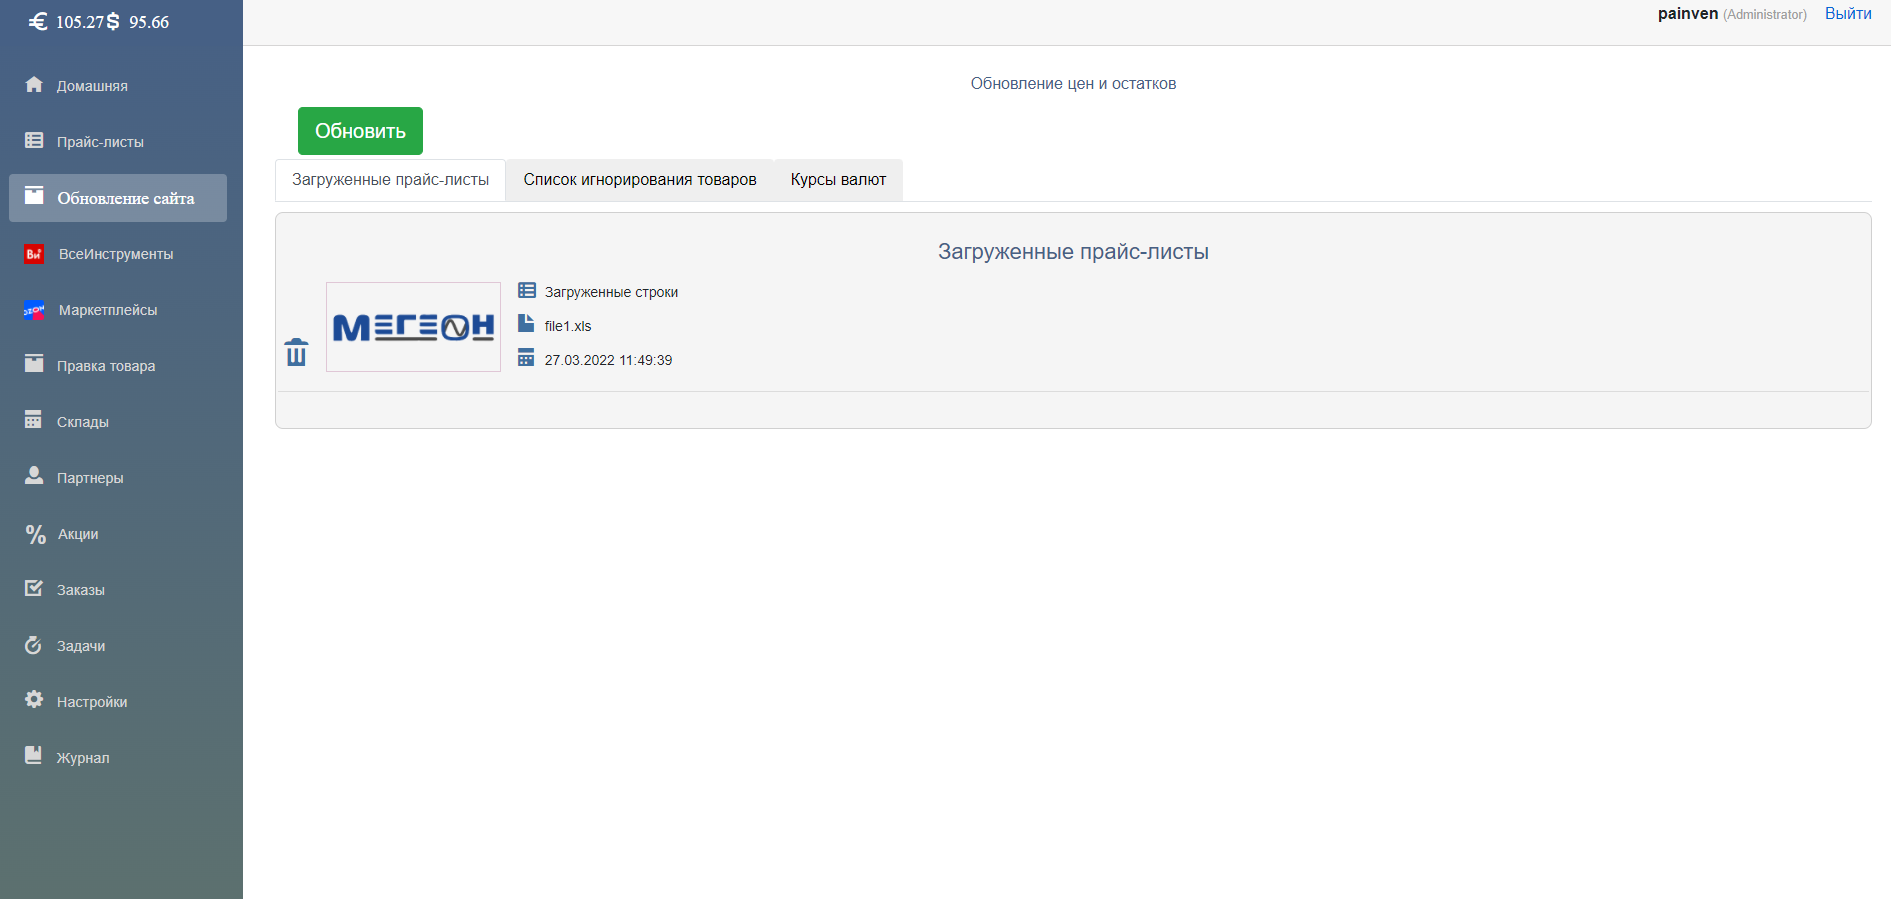 105.27 95.66
painven (Administrator) Выйти
Домашняя
Прайс-листы
Обновление сайта
Ви
ВсеИнструменты
OZON
Маркетплейсы
Правка товара
Склады
Партнеры
Акции
Заказы
Задачи
Настройки
Журнал
Обновление цен и остатков
Обновить
Загруженные прайс-листы
Список игнорирования товаров
Курсы валют
Загруженные прайс-листы
МЕГЕОН
Загруженные строки
file1.xls
27.03.2022 11:49:39